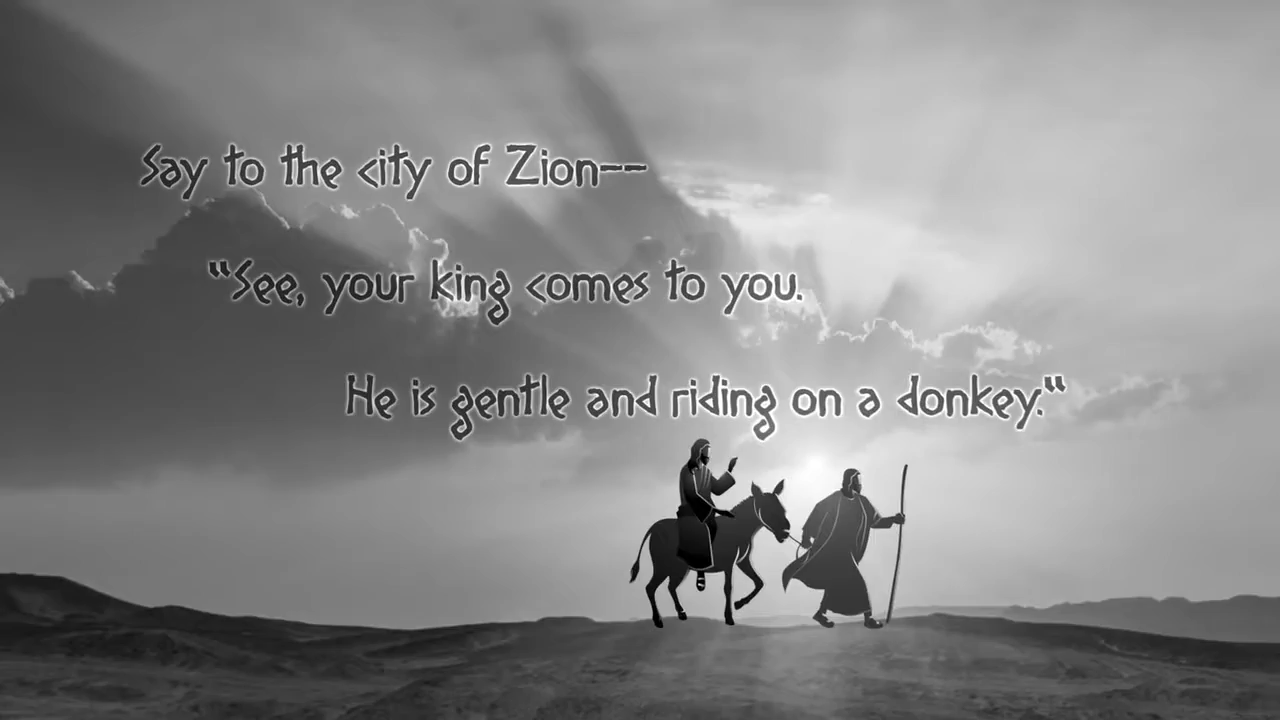 Say to the city of Zion--
"See, your king comes to you.
He is gentle and riding on a donkey."